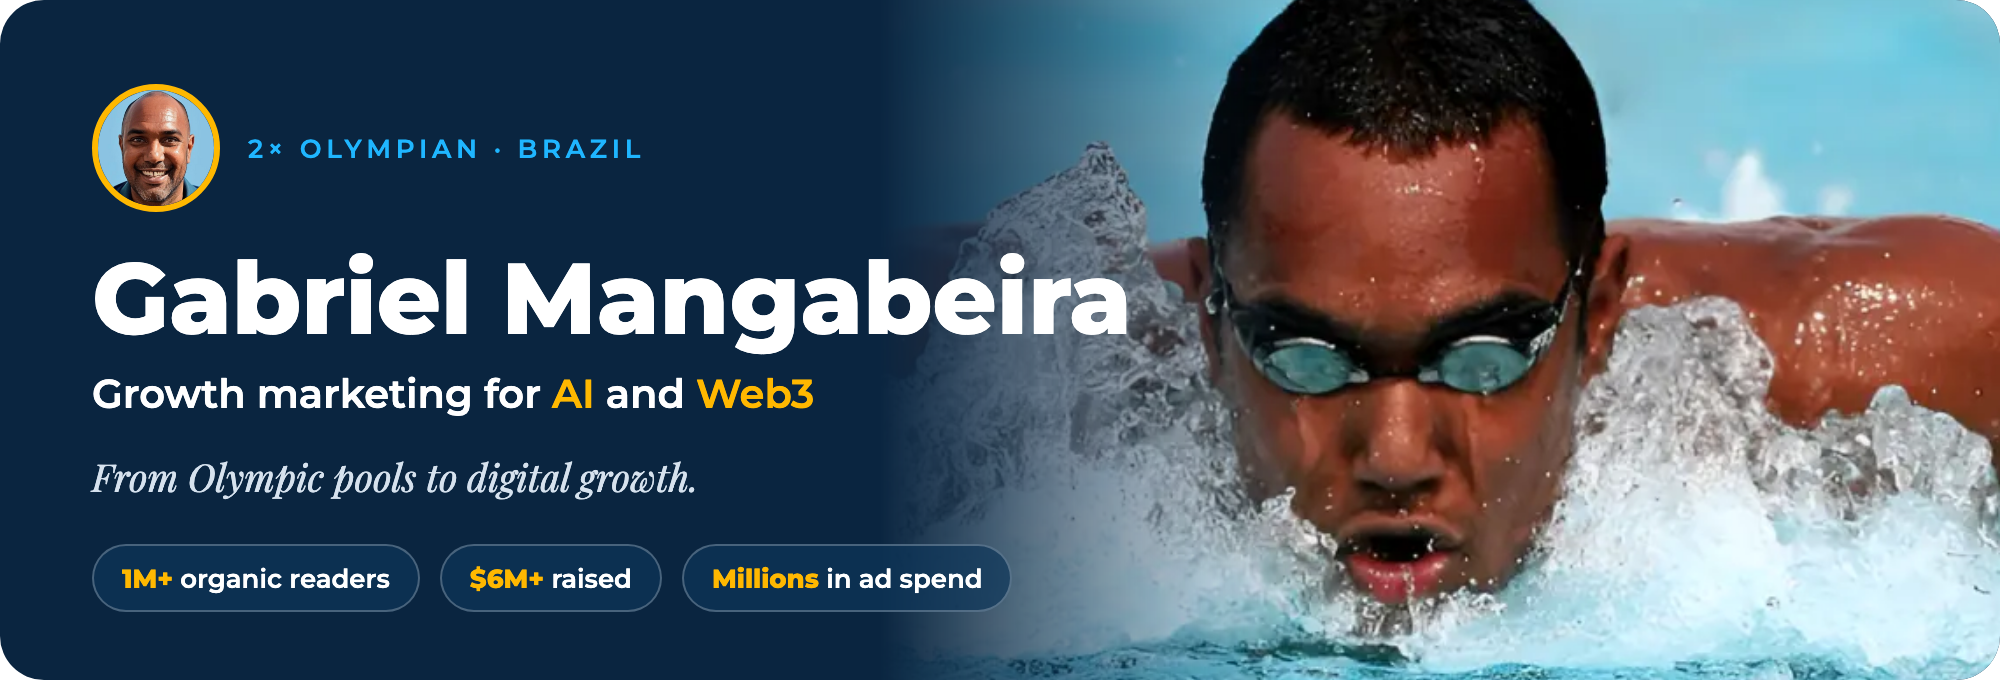 2× OLYMPIAN · BRAZIL
Gabriel Mangabeira
Growth marketing for AI and Web3
From Olympic pools to digital growth.
1M+ organic readers
$6M+ raised
Millions in ad spend